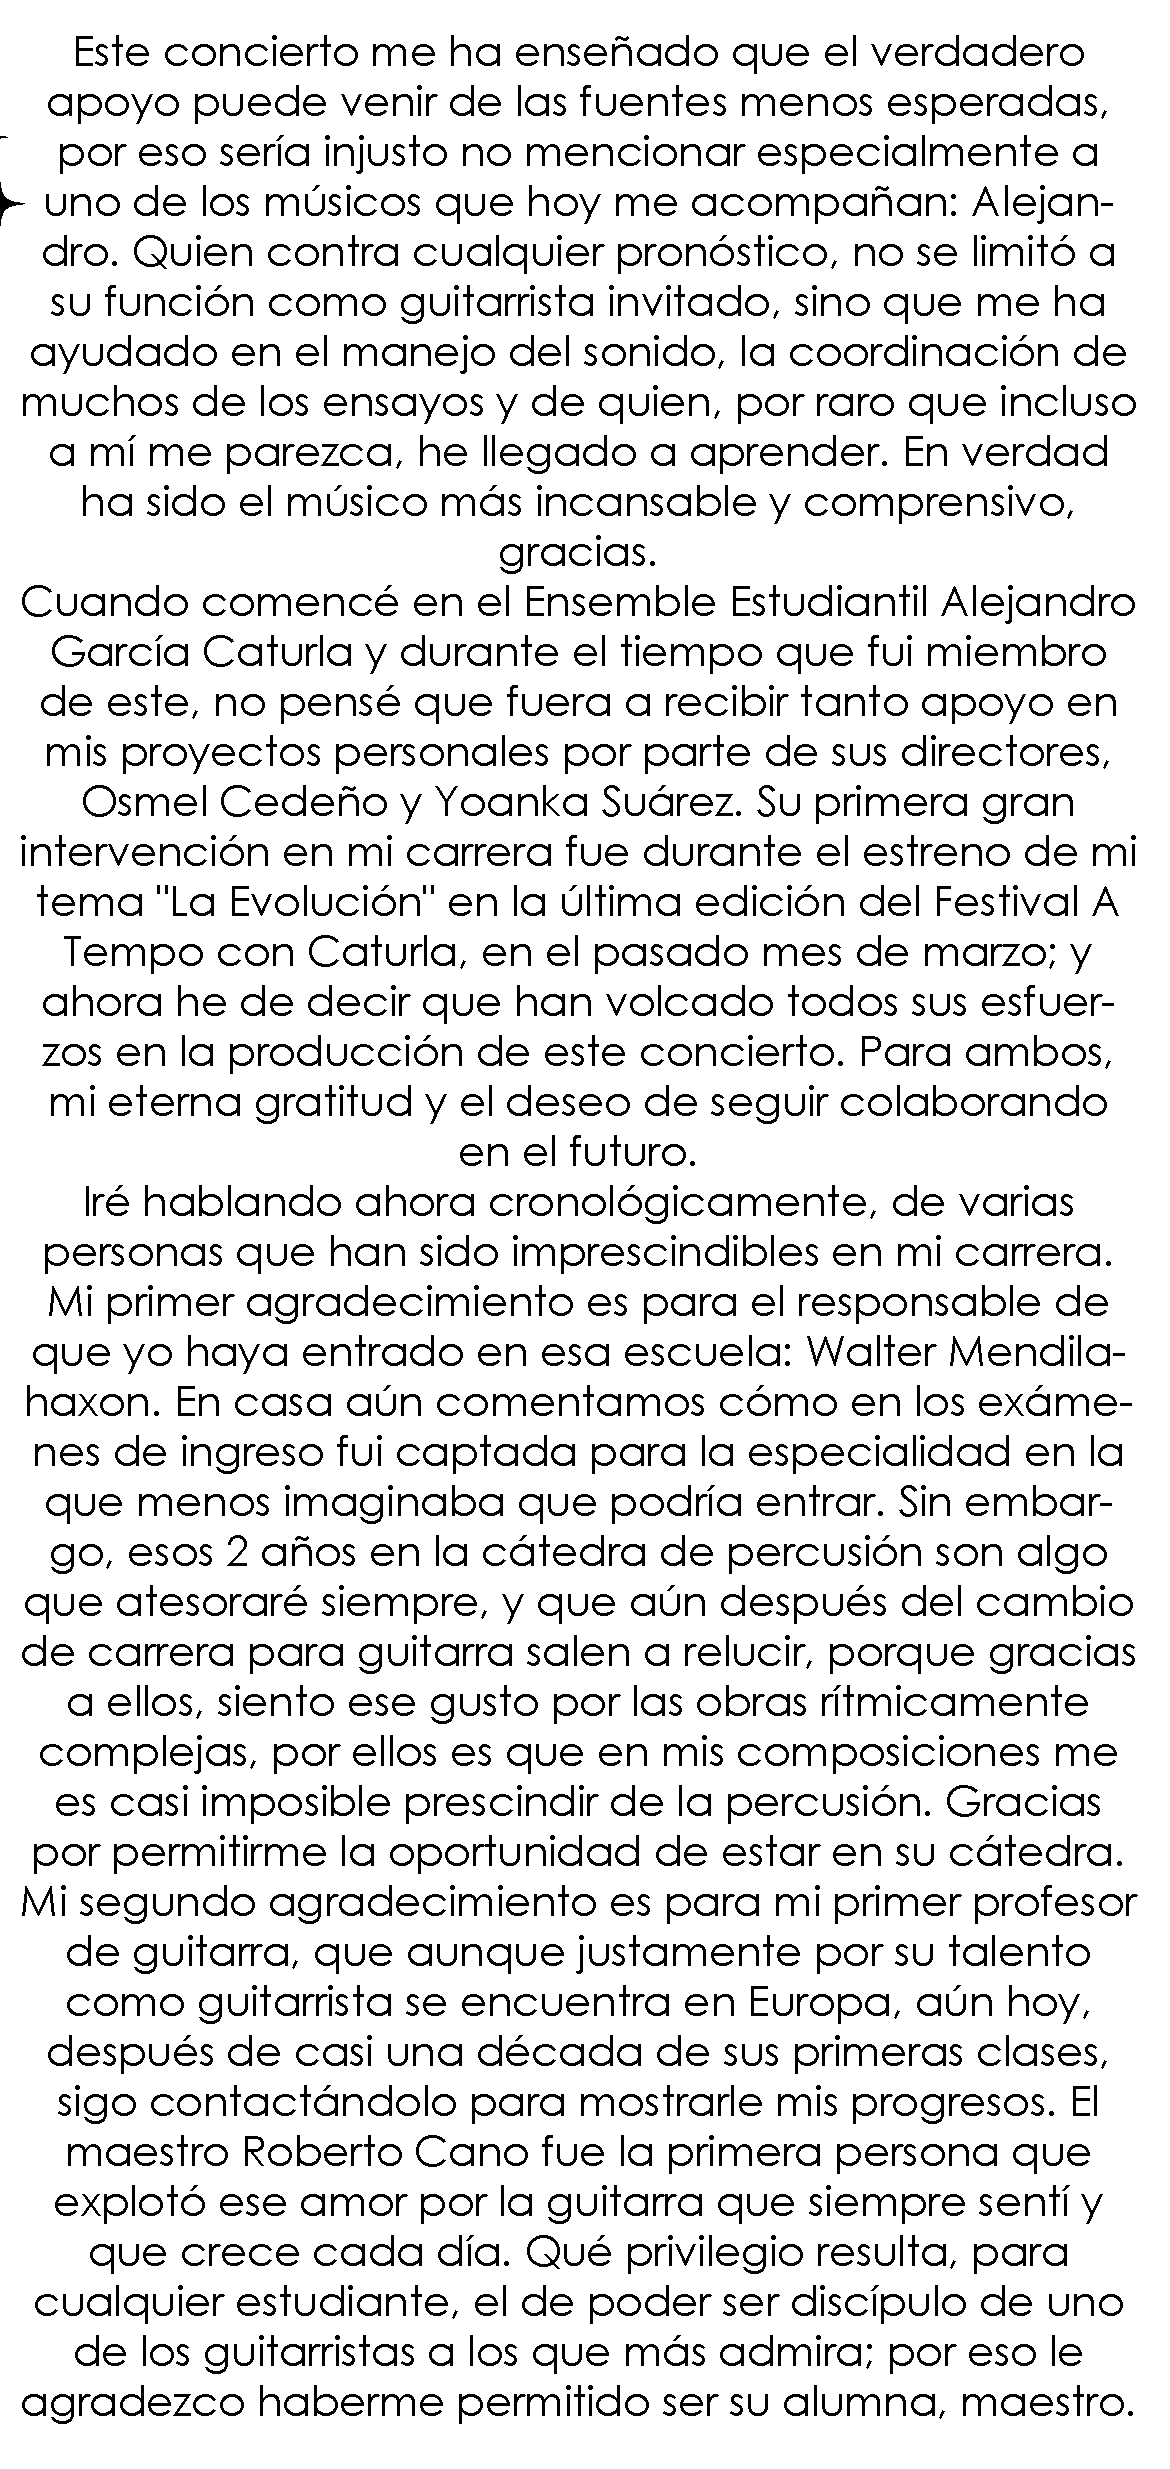 Este concierto me ha enseñado que el verdadero
apoyo puede venir de las fuentes menos esperadas,
por eso sería injusto no mencionar especialmente a
uno de los músicos que hoy me acompañan: Alejan-
dro. Quien contra cualquier pronóstico, no se limitó a
su función como guitarrista invitado, sino que me ha
ayudado en el manejo del sonido, la coordinación de
muchos de los ensayos y de quien, por raro que incluso
a mí me parezca, he llegado a aprender. En verdad
ha sido el músico más incansable y comprensivo,
gracias.
Cuando comencé en el Ensemble Estudiantil Alejandro
García Caturla y durante el tiempo que fui miembro
de este, no pensé que fuera a recibir tanto apoyo en
mis proyectos personales por parte de sus directores,
Osmel Cedeño y Yoanka Suárez. Su primera gran
intervención en mi carrera fue durante el estreno de mi
tema "La Evolución" en la última edición del Festival A
Tempo con Caturla, en el pasado mes de marzo; y
ahora he de decir que han volcado todos sus esfuer-
zos en la producción de este concierto. Para ambos,
mi eterna gratitud y el deseo de seguir colaborando
en el futuro.
Iré hablando ahora cronológicamente, de varias
personas que han sido imprescindibles en mi carrera.
Mi primer agradecimiento es para el responsable de
que yo haya entrado en esa escuela: Walter Mendila-
haxon. En casa aún comentamos cómo en los exáme-
nes de ingreso fui captada para la especialidad en la
que menos imaginaba que podría entrar. Sin embar-
go, esos 2 años en la cátedra de percusión son algo
que atesoraré siempre, y que aún después del cambio
de carrera para guitarra salen a relucir, porque gracias
a ellos, siento ese gusto por las obras rítmicamente
complejas, por ellos es que en mis composiciones me
es casi imposible prescindir de la percusión. Gracias
por permitirme la oportunidad de estar en su cátedra.
Mi segundo agradecimiento es para mi primer profesor
de guitarra, que aunque justamente por su talento
como guitarrista se encuentra en Europa, aún hoy,
después de casi una década de sus primeras clases,
sigo contactándolo para mostrarle mis progresos. El
maestro Roberto Cano fue la primera persona que
explotó ese amor por la guitarra que siempre sentí y
que crece cada día. Qué privilegio resulta, para
cualquier estudiante, el de poder ser discípulo de uno
de los guitarristas a los que más admira; por eso le
agradezco haberme permitido ser su alumna, maestro.